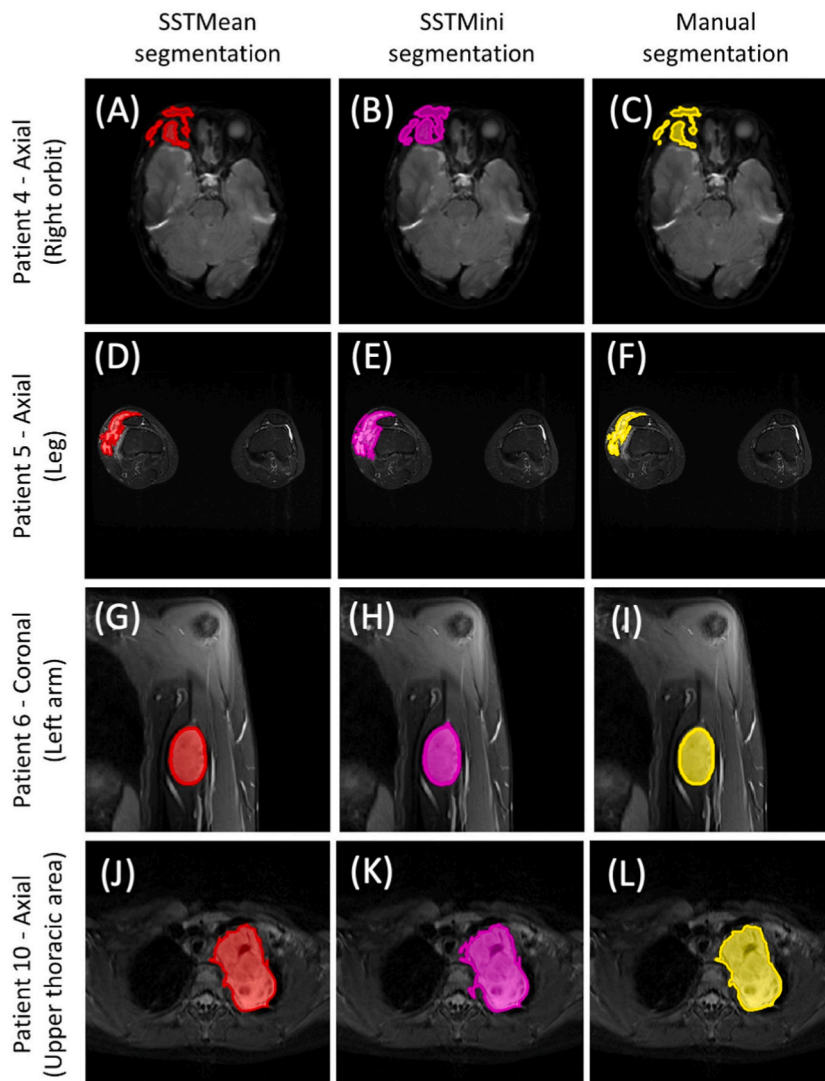 SSTMean
segmentation
SSTMini
segmentation
Manual
segmentation
Patient 4 - Axial
(Right orbit)
(A)
(B)
(C)
Patient 5 - Axial
(Leg)
(D)
(E)
(F)
Patient 6 - Coronal
(Left arm)
(G)
(H)
(I)
Patient 10 - Axial
(Upper thoracic area)
(J)
(K)
(L)